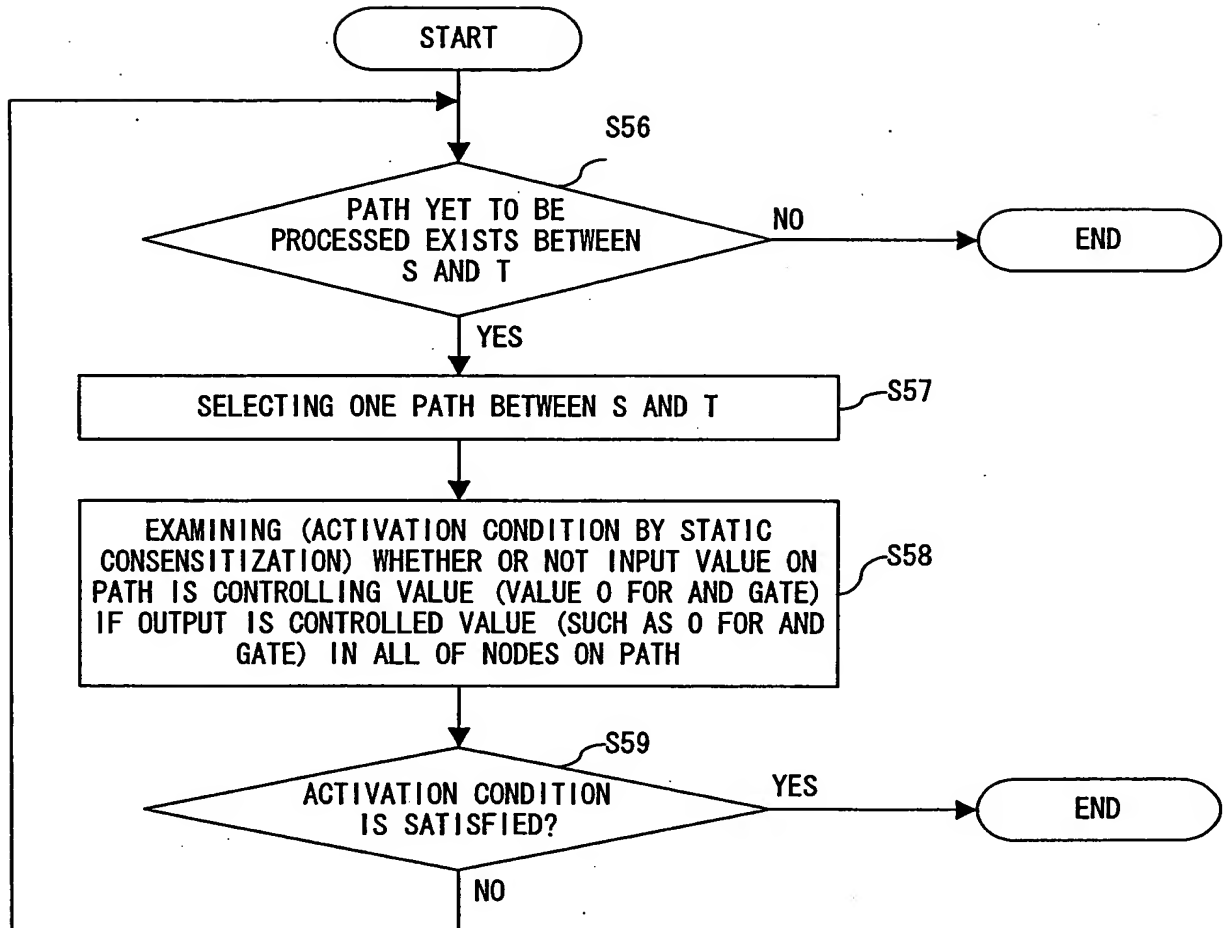 START
S56
PATH YET TO BE
PROCESSED EXISTS BETWEEN
S AND T
NO
END
YES
SELECTING ONE PATH BETWEEN S AND T
S57
EXAMINING (ACTIVATION CONDITION BY STATIC
CONSENSITIZATION) WHETHER OR NOT INPUT VALUE ON
PATH IS CONTROLLING VALUE (VALUE 0 FOR AND GATE)
IF OUTPUT IS CONTROLLED VALUE (SUCH AS 0 FOR AND
GATE) IN ALL OF NODES ON PATH
S58
S59
ACTIVATION CONDITION
IS SATISFIED?
YES
END
NO